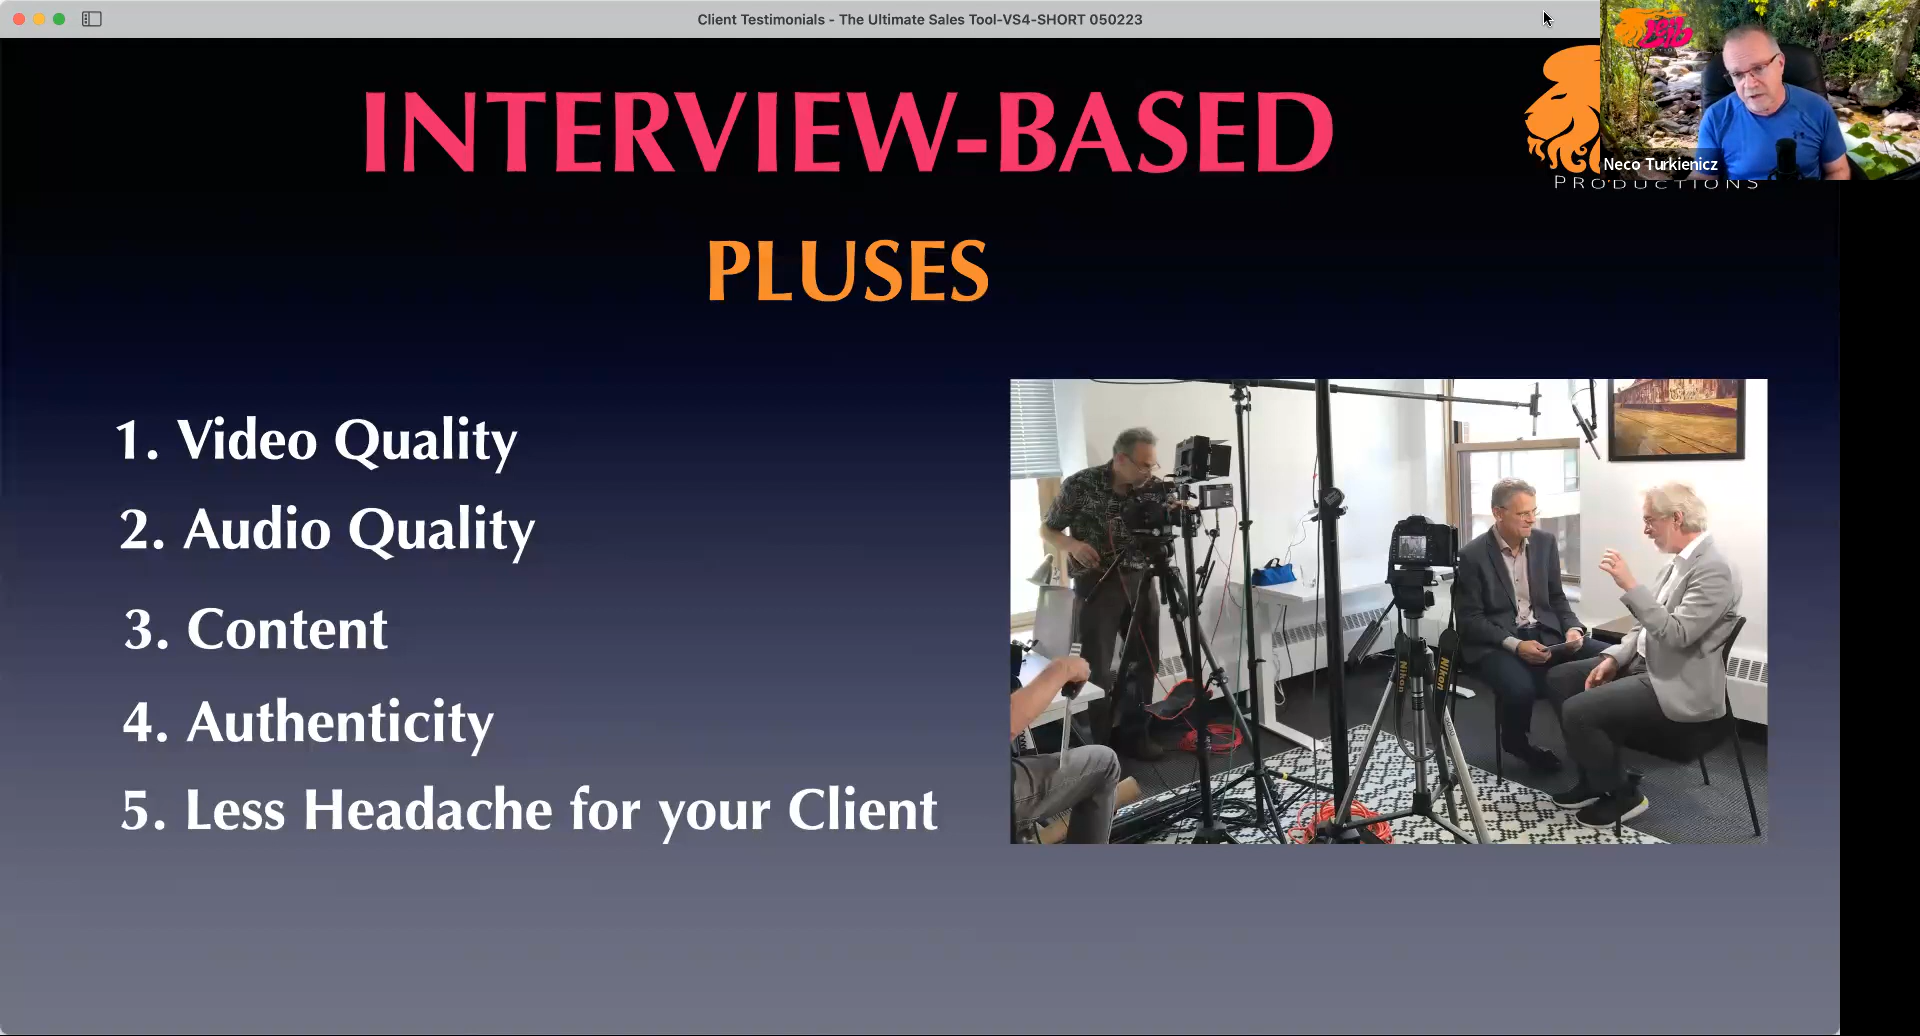 Client Testimonials - The Ultimate Sales Tool-VS4-SHORT 050223
INTERVIEW-BASED
Neco Turkienicz
PRODUCTIONS
PLUSES
1. Video Quality
2. Audio Quality
3. Content
4. Authenticity
5. Less Headache for your Client
Nikon
Nikon